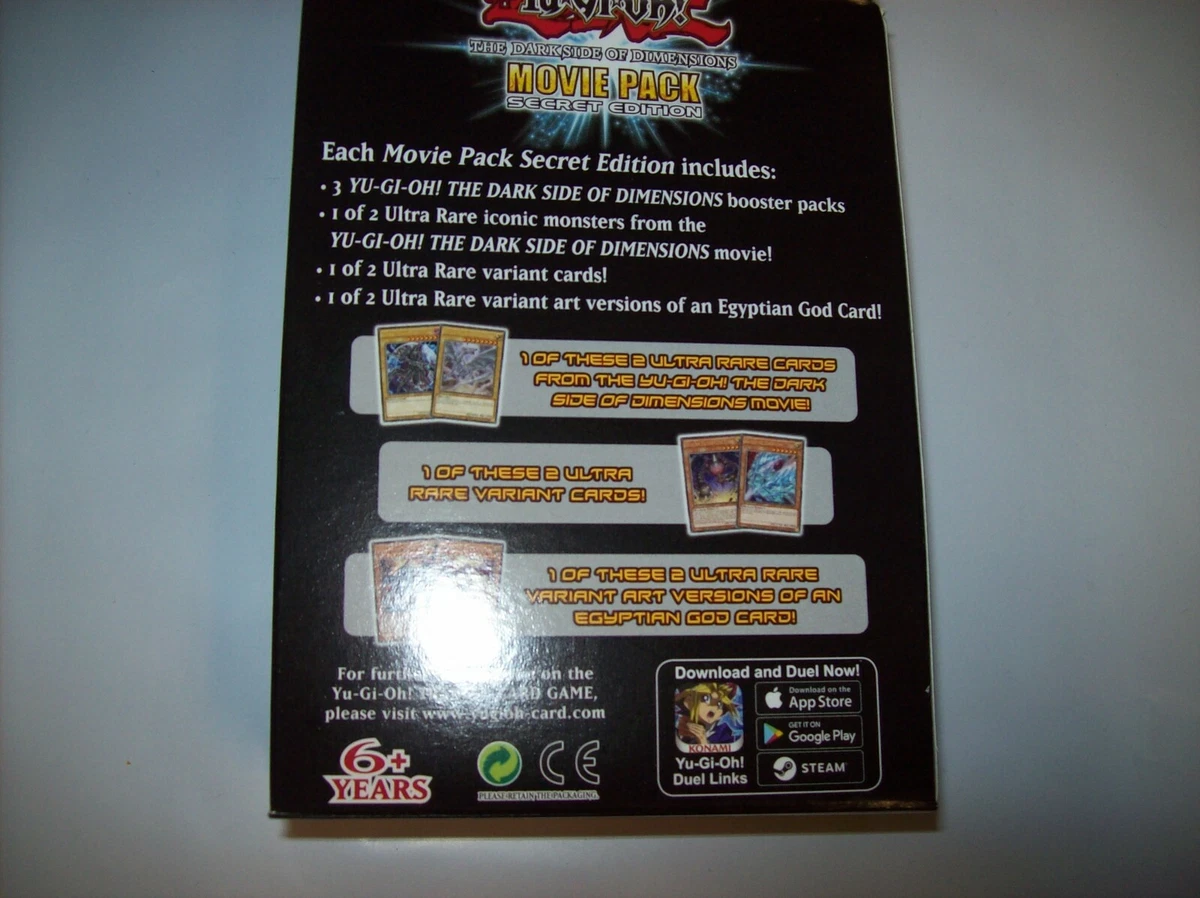 Yu-Gi-Oh!
THE DARK SIDE OF DIMENSIONS
MOVIE PACK
SECRET EDITION
Each Movie Pack Secret Edition includes:
• 3 YU-GI-OH! THE DARK SIDE OF DIMENSIONS booster packs
• 1 of 2 Ultra Rare iconic monsters from the
YU-GI-OH! THE DARK SIDE OF DIMENSIONS movie!
• 1 of 2 Ultra Rare variant cards!
• 1 of 2 Ultra Rare variant art versions of an Egyptian God Card!
1 OF THESE 2 ULTRA RARE CARDS
FROM THE YU-GI-OH! THE DARK
SIDE OF DIMENSIONS MOVIE!
1 OF THESE 2 ULTRA
RARE VARIANT CARDS!
1 OF THESE 2 ULTRA RARE
VARIANT ART VERSIONS OF AN
EGYPTIAN GOD CARD!
For on the
Yu-Gi-Oh! GAME,
please visit www.yugioh-card.com
6+
YEARS
PLEASE RETAIN THE PACKAGING.
CE
Download and Duel Now!
KONAMI
Yu-Gi-Oh!
Duel Links
Download on the
App Store
GET IT ON
Google Play
STEAM